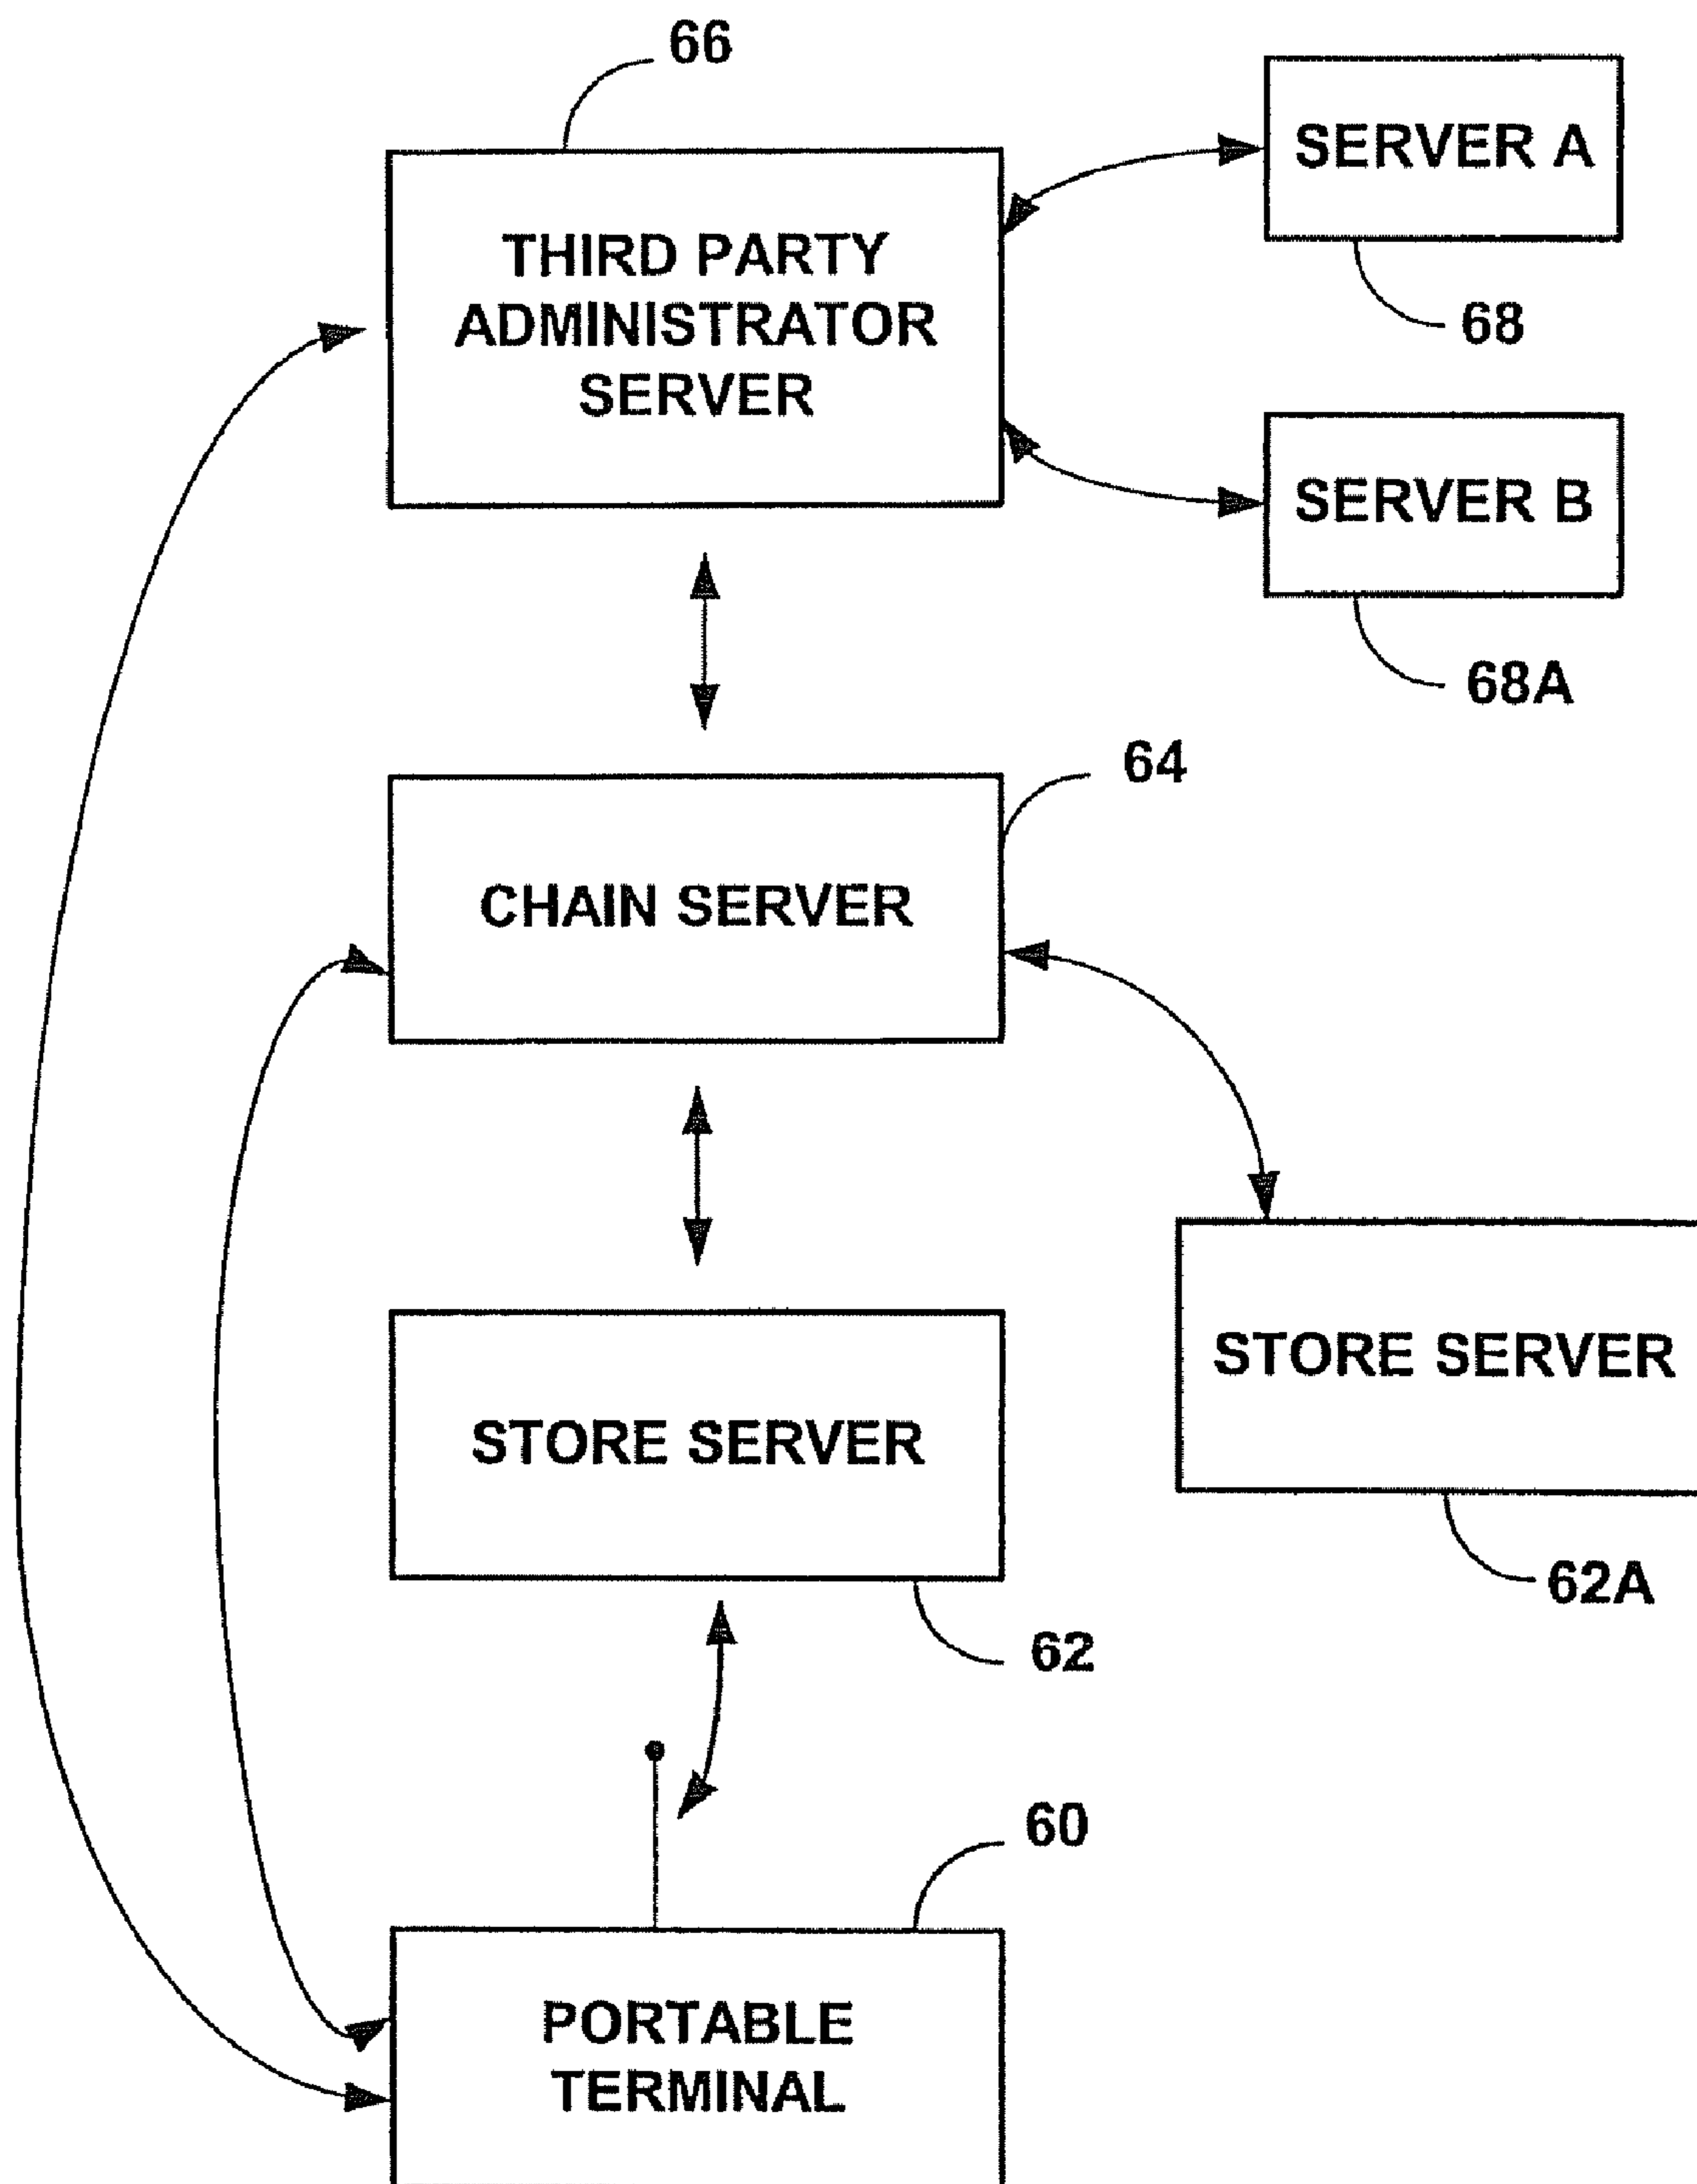 66
SERVER A
THIRD PARTY
ADMINISTRATOR
SERVER
68
SERVER B
68A
64
CHAIN SERVER
STORE SERVER
STORE SERVER
62A
62
60
PORTABLE
TERMINAL